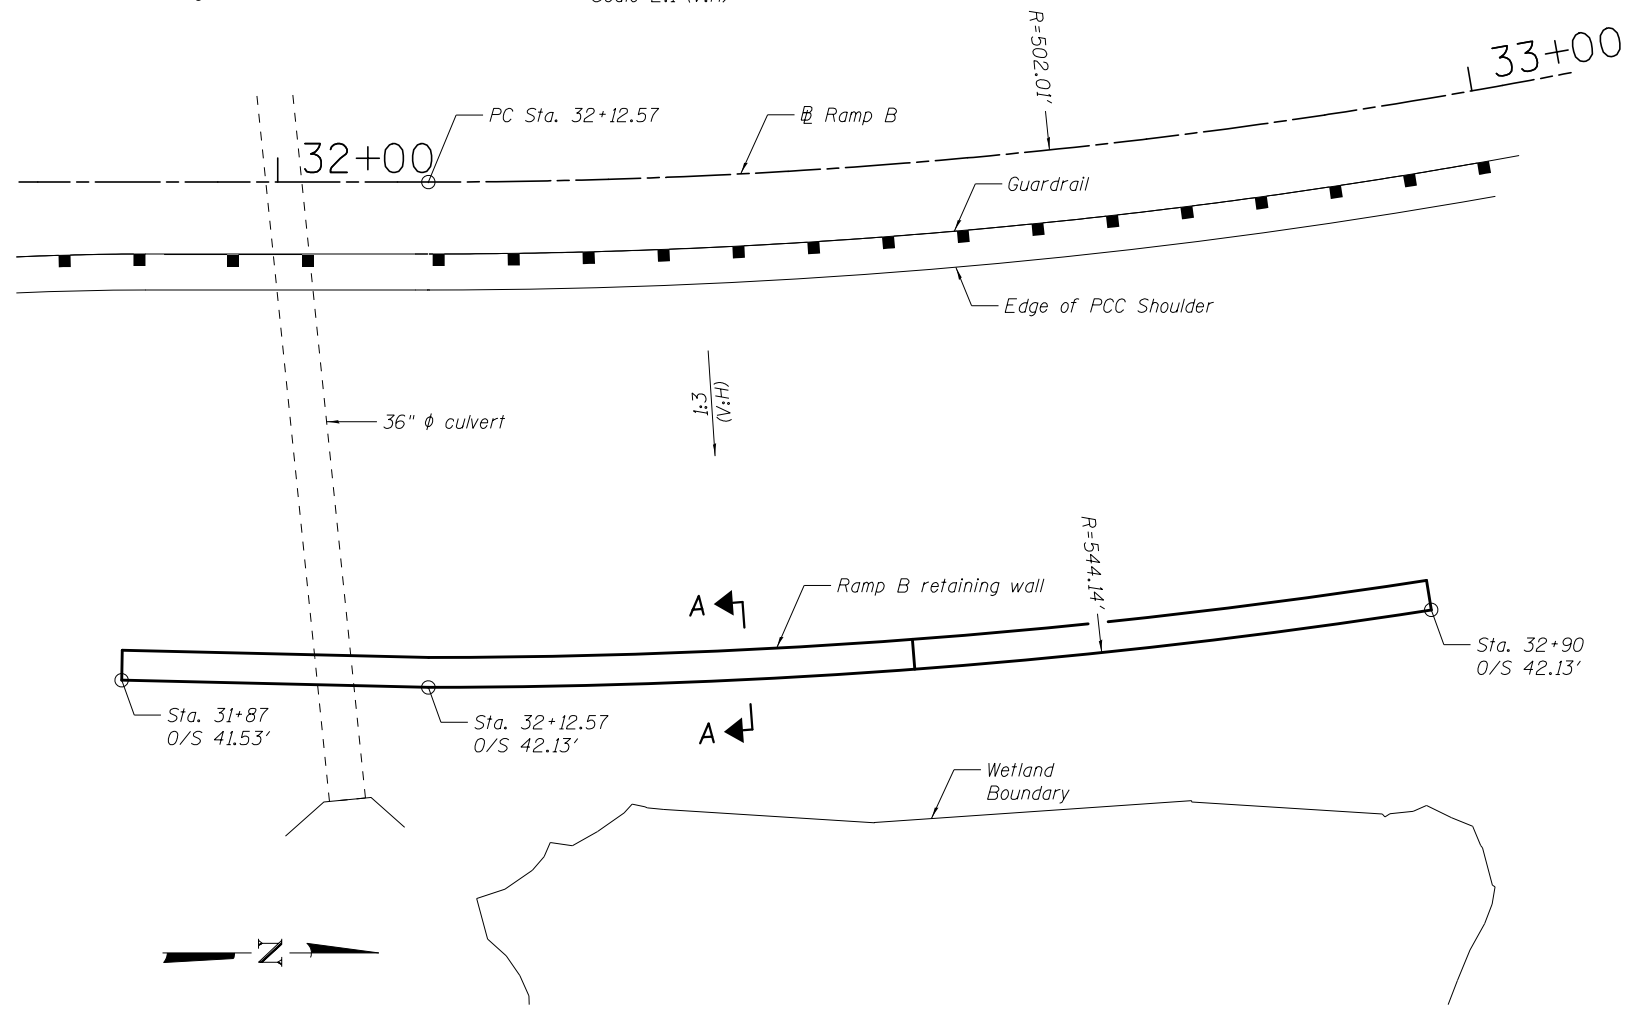 R=502.01'
33+00
PC Sta. 32+12.57
Ramp B
32+00
Guardrail
Edge of PCC Shoulder
1:3
(V:H)
36" ϕ culvert
R=544.14'
A
Ramp B retaining wall
Sta. 32+90
O/S 42.13'
Sta. 31+87
O/S 41.53'
Sta. 32+12.57
O/S 42.13'
A
Wetland
Boundary
N